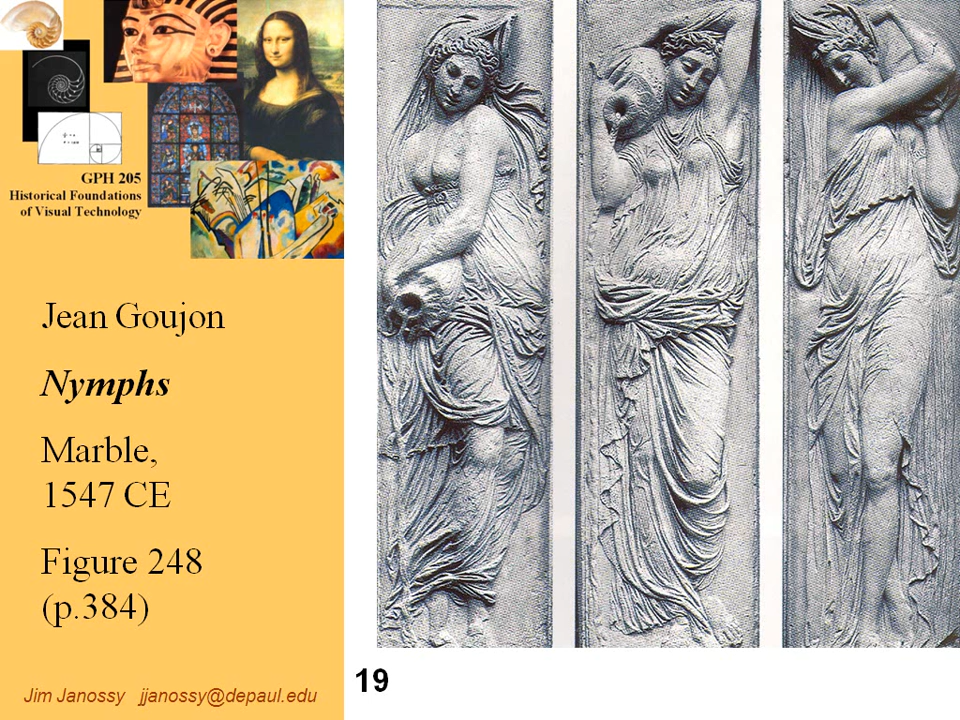 GPH 205
Historical Foundations
of Visual Technology
Jean Goujon
Nymphs
Marble,
1547 CE
Figure 248
(p.384)
Jim Janossy jjanossy@depaul.edu
19